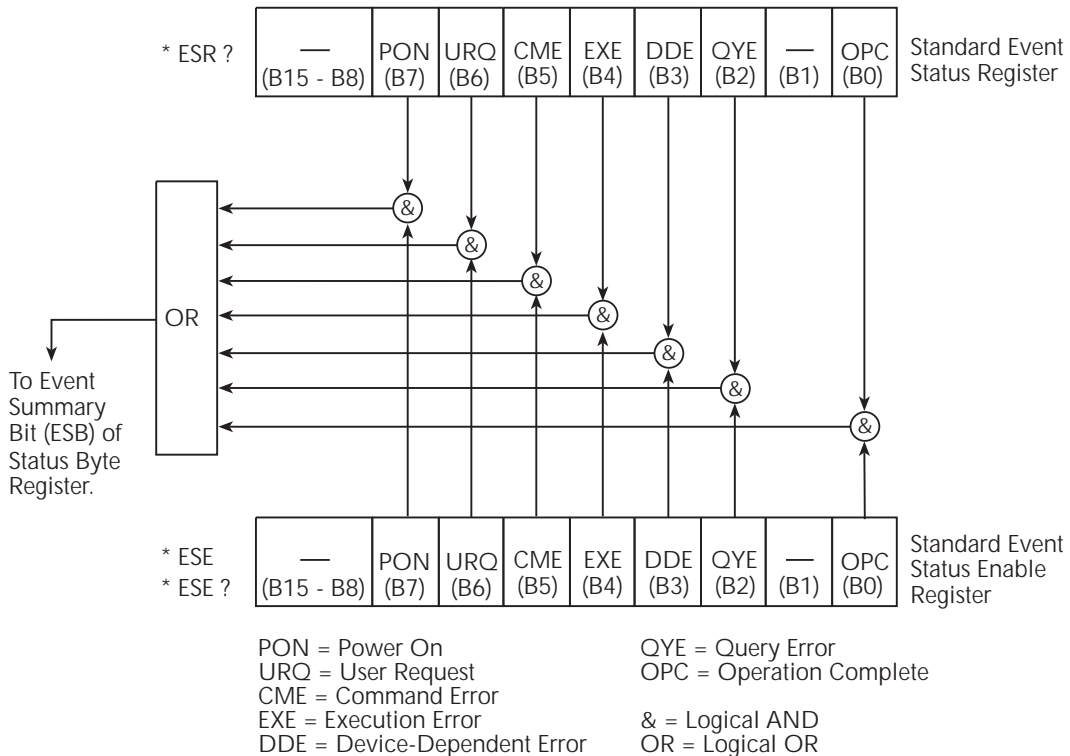 * ESR ?
— PON URQ CME EXE DDE QYE — OPC
(B15 - B8) (B7) (B6) (B5) (B4) (B3) (B2) (B1) (B0)
Standard Event
Status Register
&
&
&
&
&
&
&
OR
To Event
Summary
Bit (ESB) of
Status Byte
Register.
* ESE
* ESE ?
— PON URQ CME EXE DDE QYE — OPC
(B15 - B8) (B7) (B6) (B5) (B4) (B3) (B2) (B1) (B0)
Standard Event
Status Enable
Register
PON = Power On
URQ = User Request
CME = Command Error
EXE = Execution Error
DDE = Device-Dependent Error
QYE = Query Error
OPC = Operation Complete
& = Logical AND
OR = Logical OR